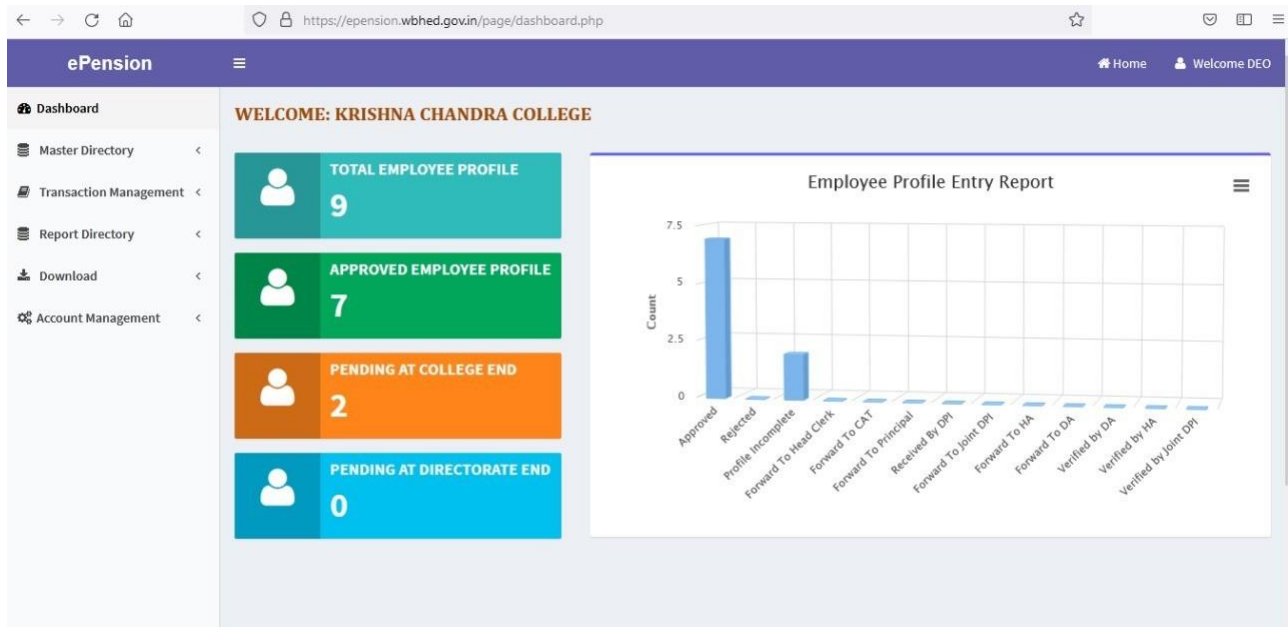 https://epension.wbhed.gov.in/page/dashboard.php
ePension
Home
Welcome DEO
Dashboard
Master Directory
Transaction Management
Report Directory
Download
Account Management
WELCOME: KRISHNA CHANDRA COLLEGE
TOTAL EMPLOYEE PROFILE
9
APPROVED EMPLOYEE PROFILE
7
PENDING AT COLLEGE END
2
PENDING AT DIRECTORATE END
0
Employee Profile Entry Report
Count
7.5
5
2.5
0
Approved
Rejected
Profile Incomplete
Forward To Head Clerk
Forward To CAT
Forward To Principal
Received By DPI
Forward To Joint DPI
Forward To HA
Forward To DA
Verified by DA
Verified by HA
Verified by Joint DPI